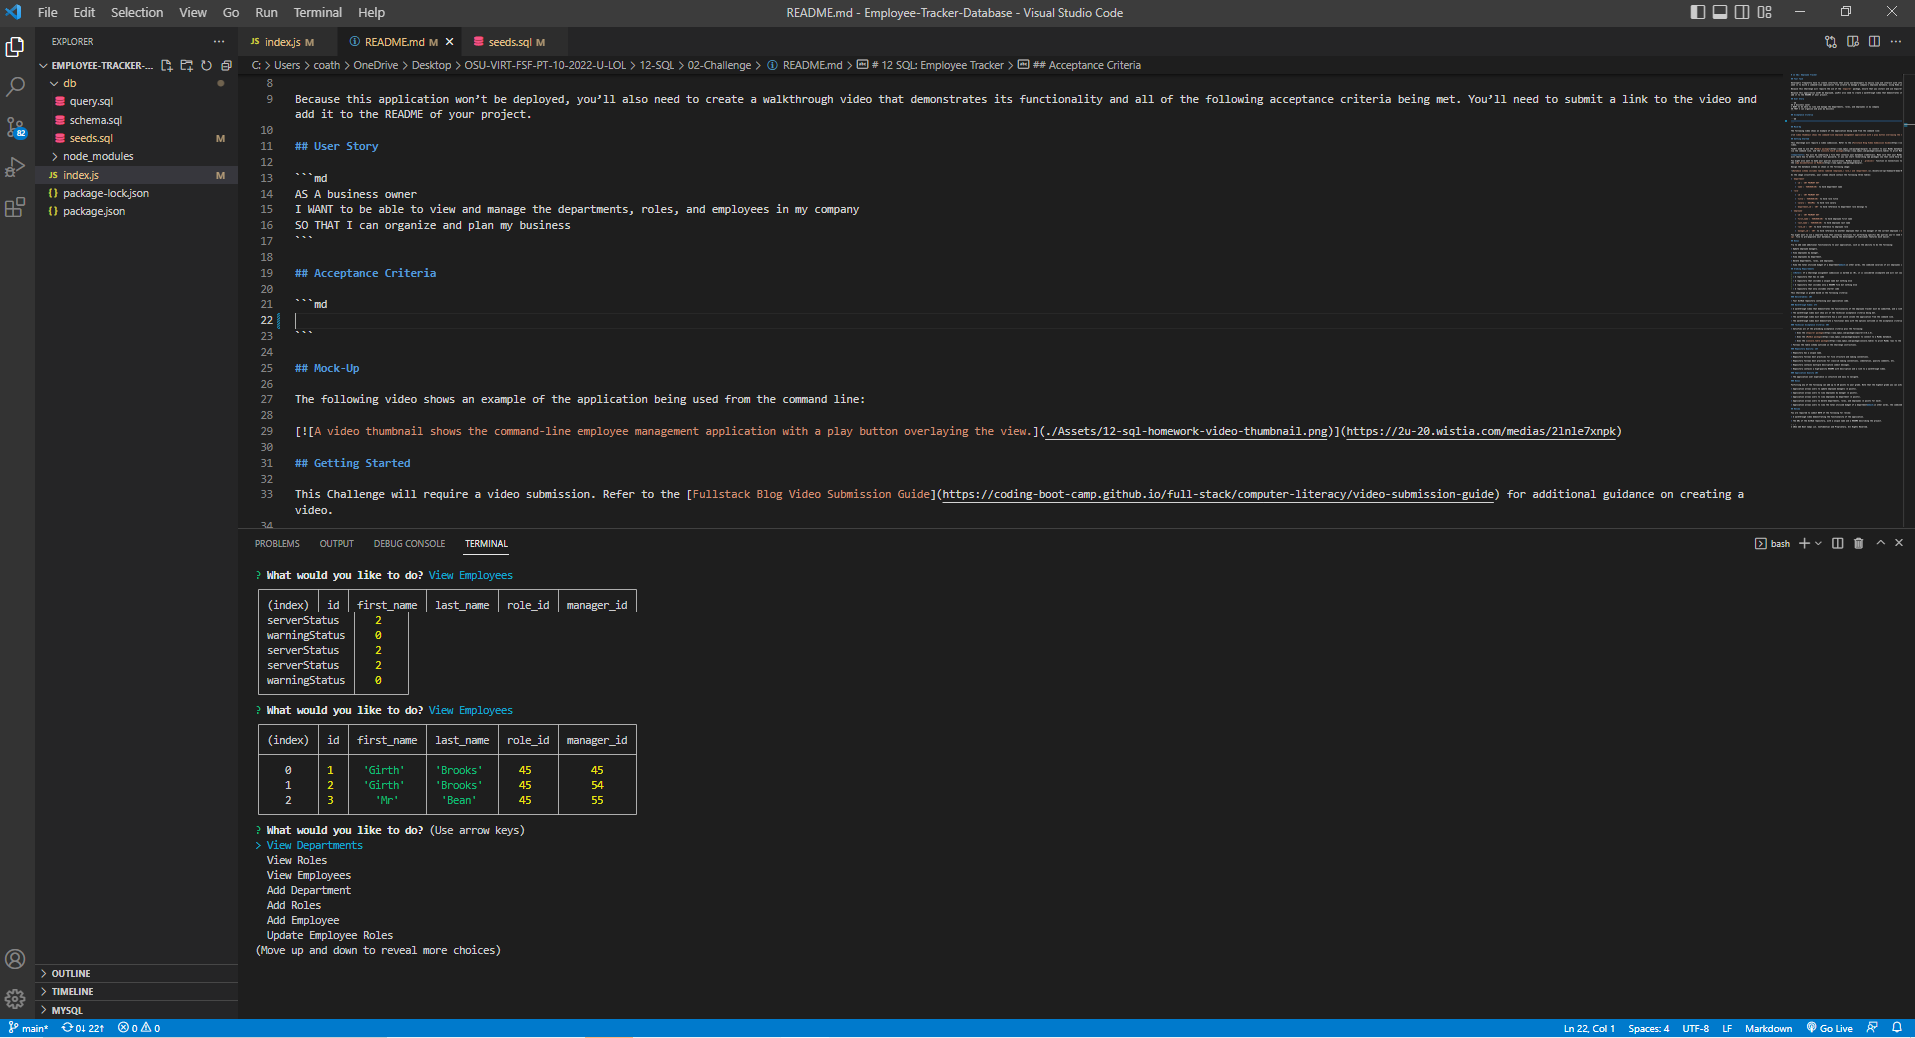 File Edit Selection View Go Run Terminal Help
README.md - Employee-Tracker-Database - Visual Studio Code
EXPLORER
EMPLOYEE-TRACKER-...
db
query.sql
schema.sql
seeds.sql M
node_modules
JS index.js M
{} package-lock.json
{} package.json
82
OUTLINE
TIMELINE
MYSQL
JS index.js M README.md M seeds.sql M
C: > Users > coath > OneDrive > Desktop > OSU-VIRT-FSF-PT-10-2022-U-LOL > 12-SQL > 02-Challenge > README.md > # 12 SQL: Employee Tracker > ## Acceptance Criteria
8
9 Because this application won’t be deployed, you’ll also need to create a walkthrough video that demonstrates its functionality and all of the following acceptance criteria being met. You’ll need to submit a link to the video and
add it to the README of your project.
10
11 ## User Story
12
13 ```md
14 AS A business owner
15 I WANT to be able to view and manage the departments, roles, and employees in my company
16 SO THAT I can organize and plan my business
17 ```
18
19 ## Acceptance Criteria
20
21 ```md
22
23 ```
24
25 ## Mock-Up
26
27 The following video shows an example of the application being used from the command line:
28
29 [![A video thumbnail shows the command-line employee management application with a play button overlaying the view.](./Assets/12-sql-homework-video-thumbnail.png)](https://2u-20.wistia.com/medias/2lnle7xnpk)
30
31 ## Getting Started
32
33 This Challenge will require a video submission. Refer to the [Fullstack Blog Video Submission Guide](https://coding-boot-camp.github.io/full-stack/computer-literacy/video-submission-guide) for additional guidance on creating a
video.
34
PROBLEMS OUTPUT DEBUG CONSOLE TERMINAL
bash
? What would you like to do? View Employees
(index) id first_name last_name role_id manager_id
serverStatus 2
warningStatus 0
serverStatus 2
serverStatus 2
warningStatus 0
? What would you like to do? View Employees
(index) id first_name last_name role_id manager_id
0 1 'Girth' 'Brooks' 45 45
1 2 'Girth' 'Brooks' 45 54
2 3 'Mr' 'Bean' 45 55
? What would you like to do? (Use arrow keys)
> View Departments
View Roles
View Employees
Add Department
Add Roles
Add Employee
Update Employee Roles
(Move up and down to reveal more choices)
main* 0↓ 22↑ 0 0
Ln 22, Col 1 Spaces: 4 UTF-8 LF Markdown Go Live